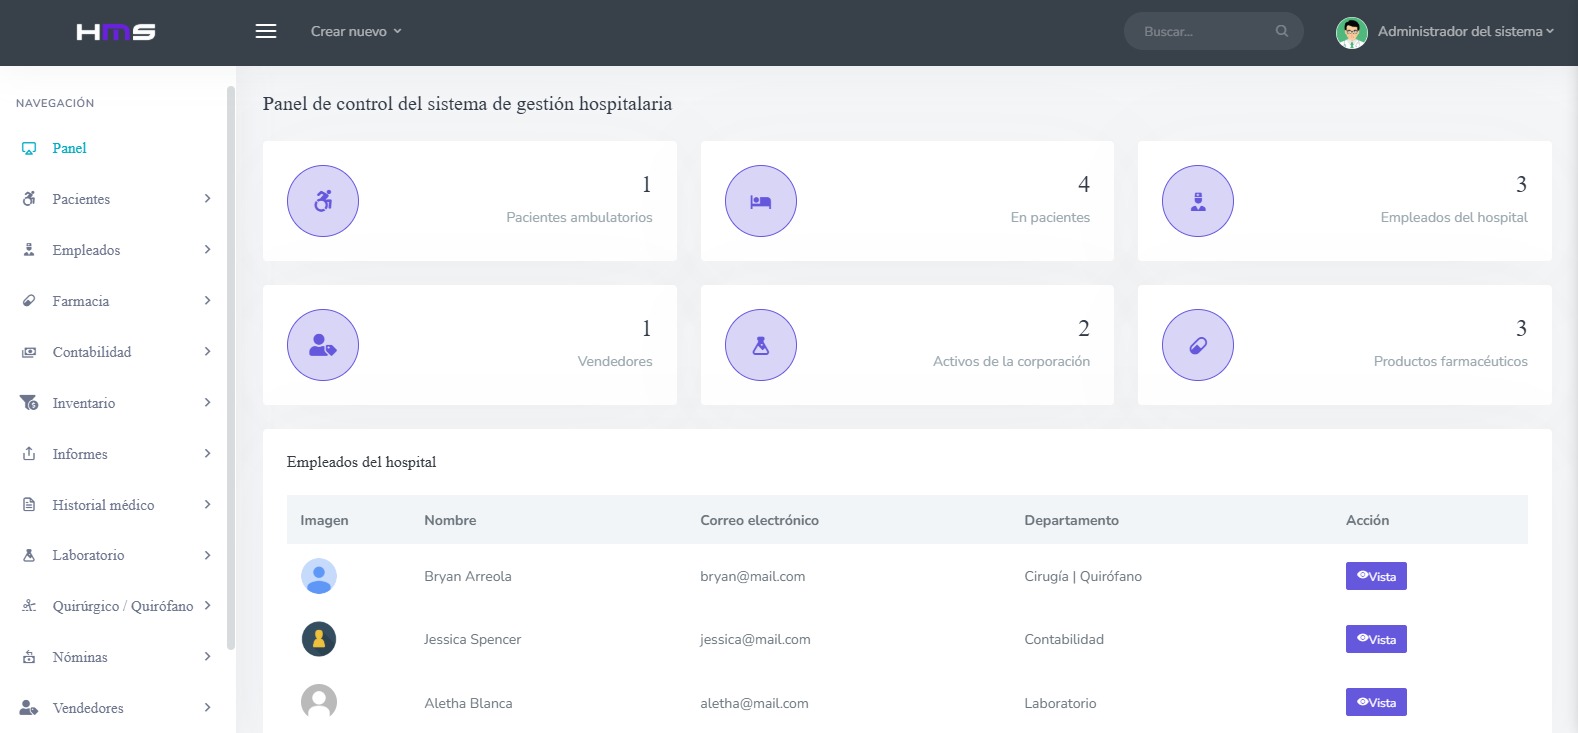 HMS
Crear nuevo
Buscar...
Administrador del sistema
NAVEGACIÓN
Panel
Pacientes
Empleados
Farmacia
Contabilidad
Inventario
Informes
Historial médico
Laboratorio
Quirúrgico / Quirófano
Nóminas
Vendedores
Panel de control del sistema de gestión hospitalaria
1
Pacientes ambulatorios
4
En pacientes
3
Empleados del hospital
1
Vendedores
2
Activos de la corporación
3
Productos farmacéuticos
Empleados del hospital
Imagen Nombre Correo electrónico Departamento Acción
Bryan Arreola bryan@mail.com Cirugía | Quirófano Vista
Jessica Spencer jessica@mail.com Contabilidad Vista
Aletha Blanca aletha@mail.com Laboratorio Vista